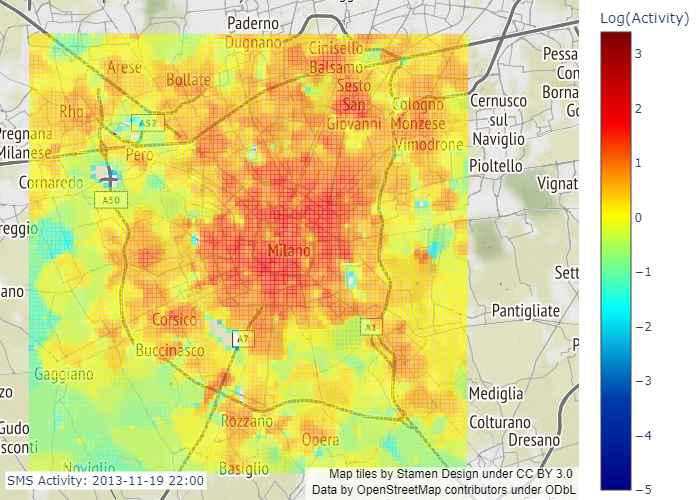 Log(Activity)
Paderno
Dugnano
Cinisello
Balsamo
Arese
Bollate
Sesto
San
Giovanni
Cologno
Monzese
Vimodrone
Pessa
Con
Borna
Go
Cernusco
sul
Naviglio
Rho
A52
Pregnana
Milanese
Pero
Pioltello
Cornaredo
A50
Vignat
reggio
Milano
Sett
ano
Pantigliate
Corsico
A7
A1
P
Buccinasco
Gaggiano
zo
Mediglia
Rozzano
Opera
Colturano
Dresano
Gudo
sconti
Noviglio
Basiglio
3
2
1
0
−1
−2
−3
−4
−5
SMS Activity: 2013-11-19 22:00
Map tiles by Stamen Design under CC BY 3.0
Data by OpenStreetMap contributors under ODbL